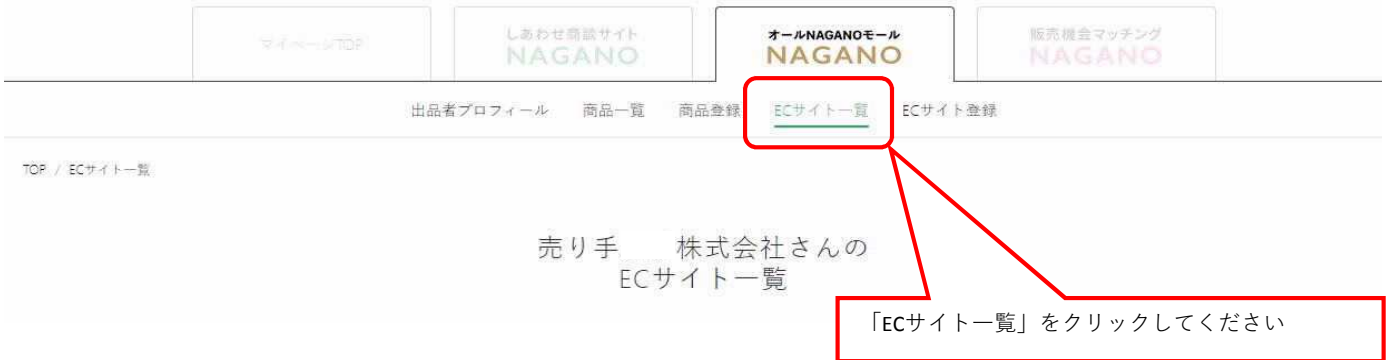 マイページTOP
しあわせ商談サイト
NAGANO
オールNAGANOモール
NAGANO
販売機会マッチング
NAGANO
出品者プロフィール 商品一覧 商品登録 ECサイト一覧 ECサイト登録
TOP / ECサイト一覧
売り手 株式会社さんの
ECサイト一覧
「ECサイト一覧」をクリックしてください